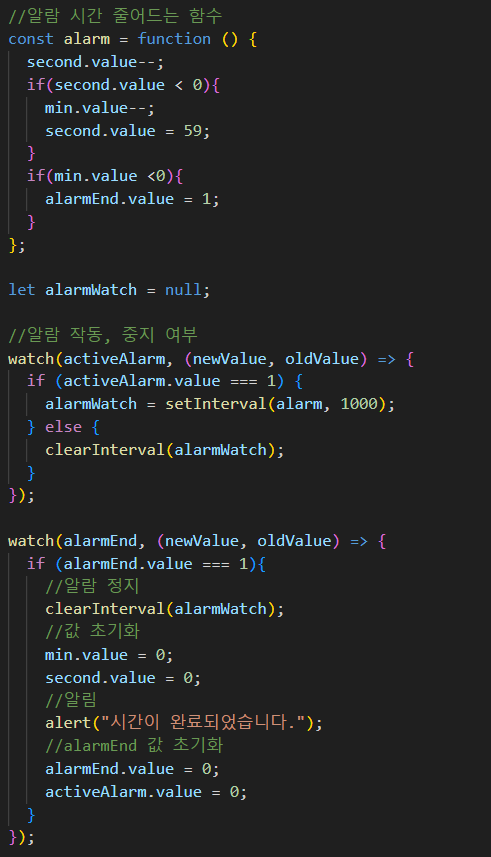 //알람 시간 줄어드는 함수
const alarm = function () {
  second.value--;
  if(second.value < 0){
    min.value--;
    second.value = 59;
  }
  if(min.value <0){
    alarmEnd.value = 1;
  }
};

let alarmWatch = null;

//알람 작동, 중지 여부
watch(activeAlarm, (newValue, oldValue) => {
  if (activeAlarm.value === 1) {
    alarmWatch = setInterval(alarm, 1000);
  } else {
    clearInterval(alarmWatch);
  }
});

watch(alarmEnd, (newValue, oldValue) => {
  if (alarmEnd.value === 1){
    //알람 정지
    clearInterval(alarmWatch);
    //값 초기화
    min.value = 0;
    second.value = 0;
    //알림
    alert("시간이 완료되었습니다.");
    //alarmEnd 값 초기화
    alarmEnd.value = 0;
    activeAlarm.value = 0;
  }
});